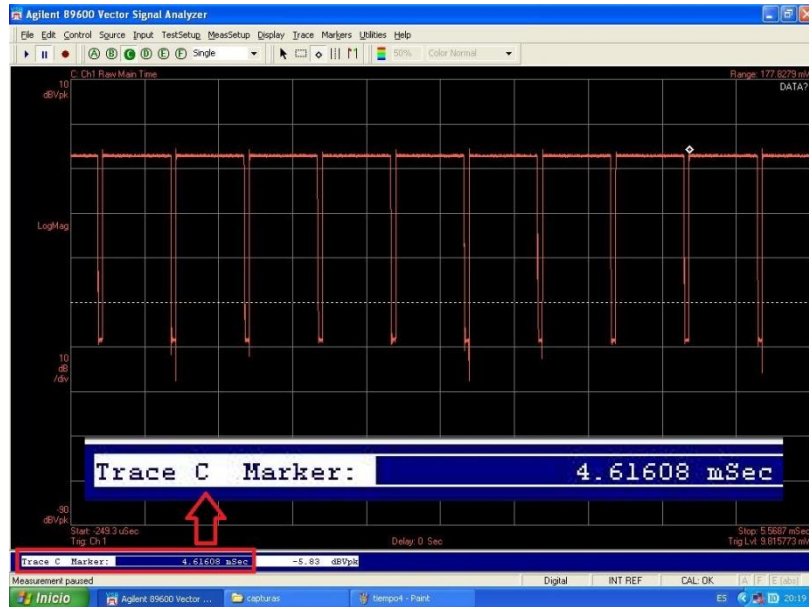 Agilent 89600 Vector Signal Analyzer
File Edit Control Source Input TestSetup MeasSetup Display Trace Markers Utilities Help
A B C D E F Single 50% Color Normal
C: Ch1 Raw Main Time Range: 177.8279 mV
10 DATA?
dBVpk
LogMag
10
dB
/div
Trace C Marker: 4.61608 mSec
-90
dBVpk
Start: -249.3 uSec Stop: 5.5687 mSec
Trig: Ch1 Delay: 0 Sec Trig Lvl: 9.815773 mV
Trace C Marker: 4.61608 mSec -5.83 dBVpk
Measurement paused Digital INT REF CAL: OK A F E (abs)
Inicio Agilent 89600 Vector ... capturas tiempo4 - Paint ES 20:19